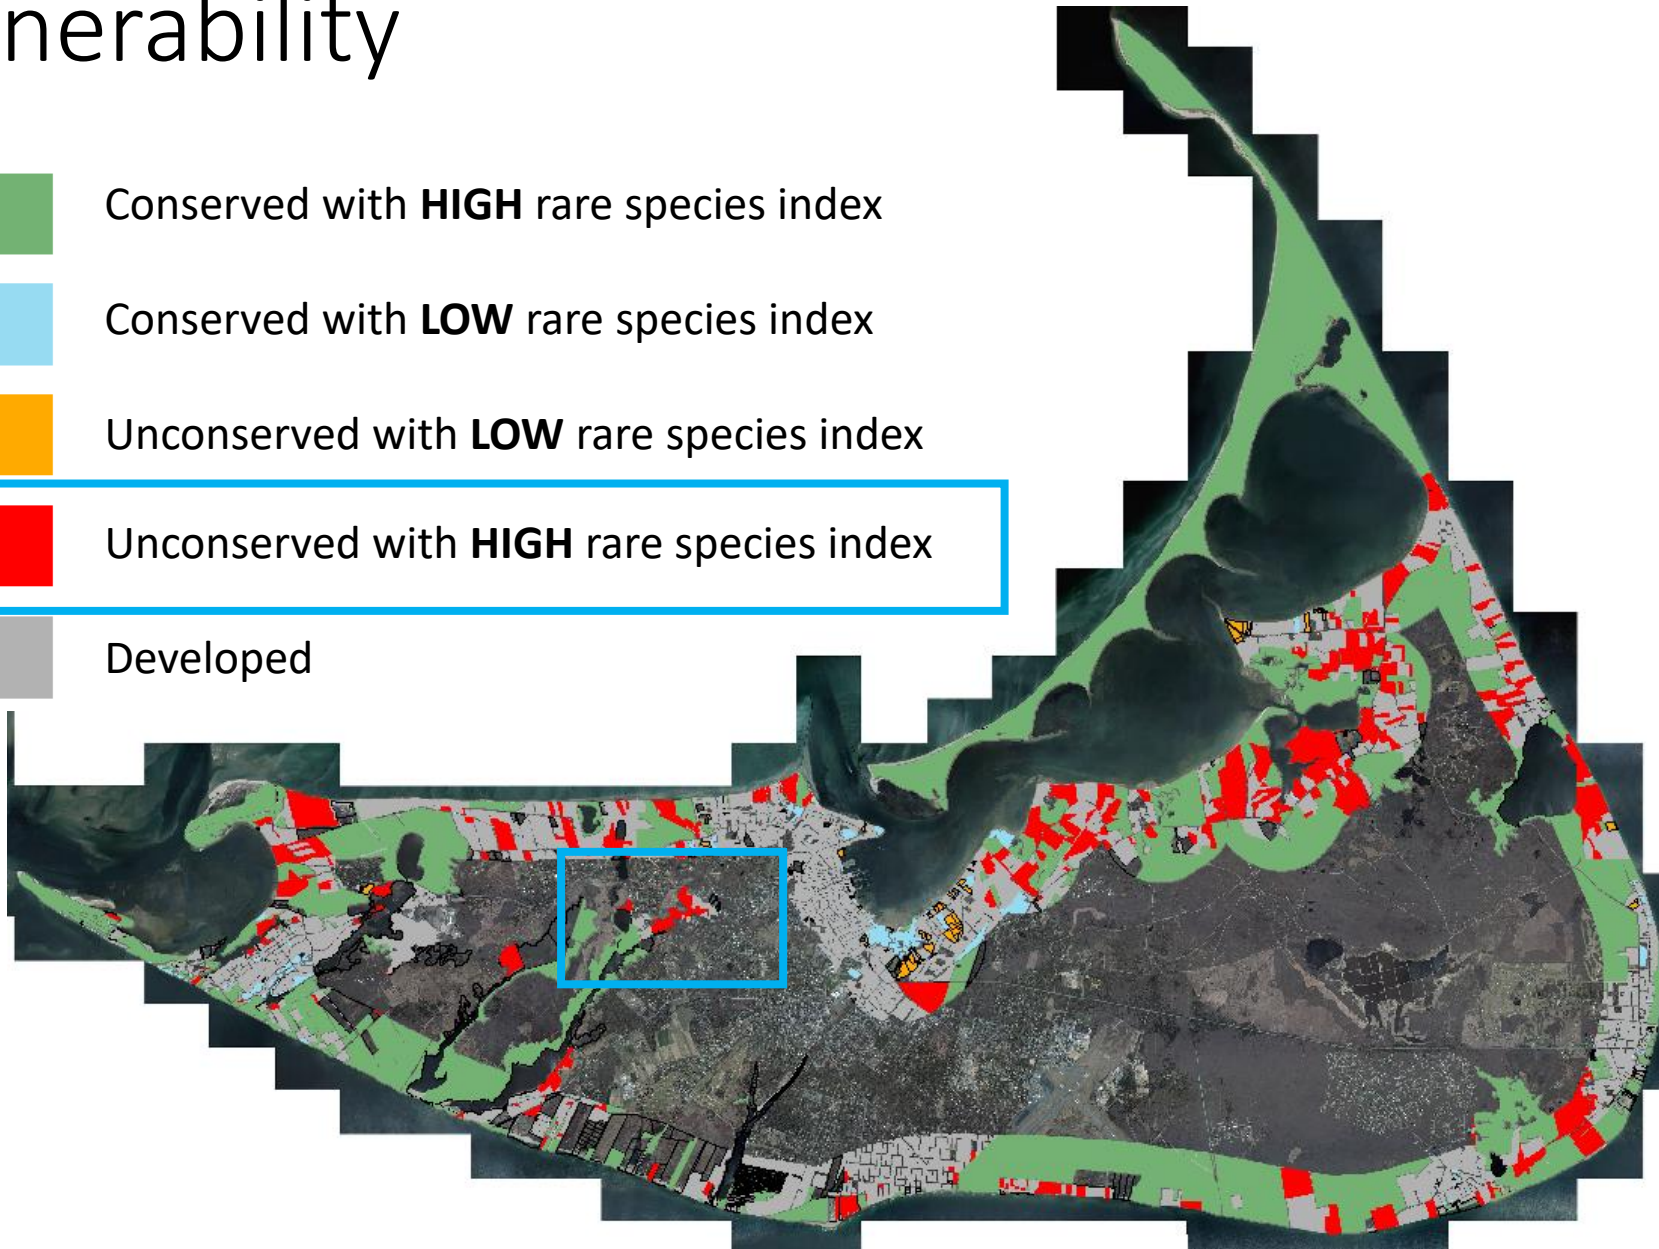 nerability
Conserved with HIGH rare species index
Conserved with LOW rare species index
Unconserved with LOW rare species index
Unconserved with HIGH rare species index
Developed